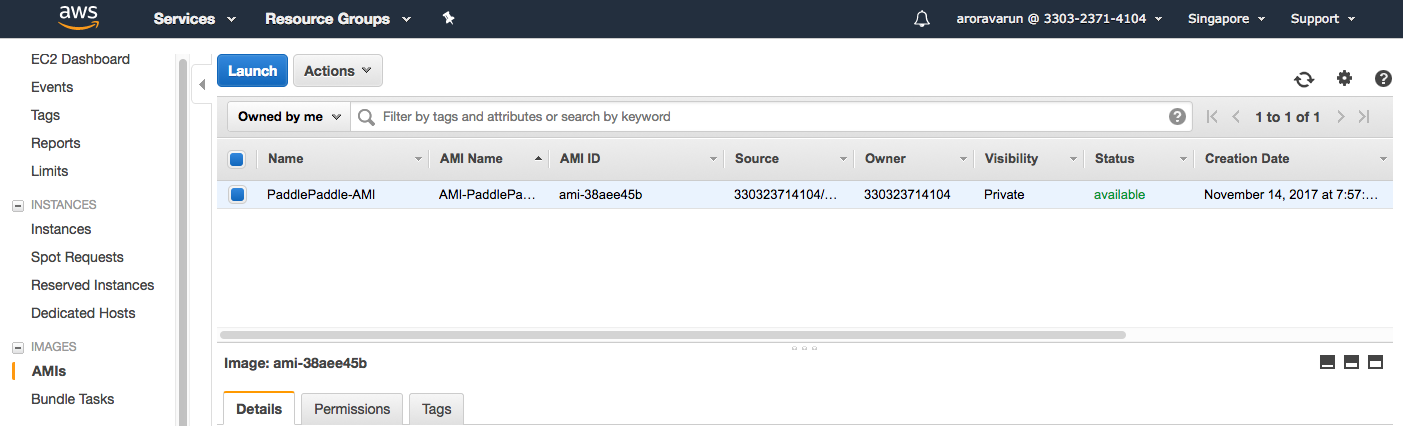 aws Services Resource Groups aroravarun @ 3303-2371-4104 Singapore Support
EC2 Dashboard
Events
Tags
Reports
Limits
INSTANCES
Instances
Spot Requests
Reserved Instances
Dedicated Hosts
IMAGES
AMIs
Bundle Tasks
Launch Actions
Owned by me Filter by tags and attributes or search by keyword 1 to 1 of 1
Name AMI Name AMI ID Source Owner Visibility Status Creation Date
PaddlePaddle-AMI AMI-PaddlePa... ami-38aee45b 330323714104/... 330323714104 Private available November 14, 2017 at 7:57:...
Image: ami-38aee45b
Details Permissions Tags